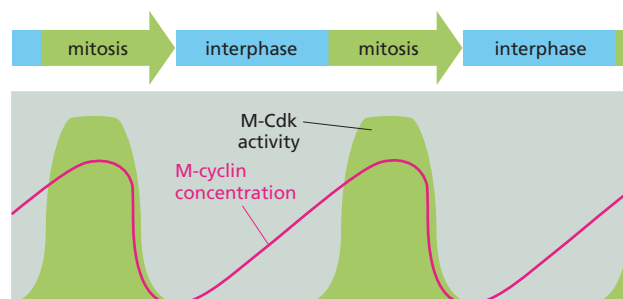 mitosis
interphase
mitosis
interphase
M-Cdk
activity
M-cyclin
concentration